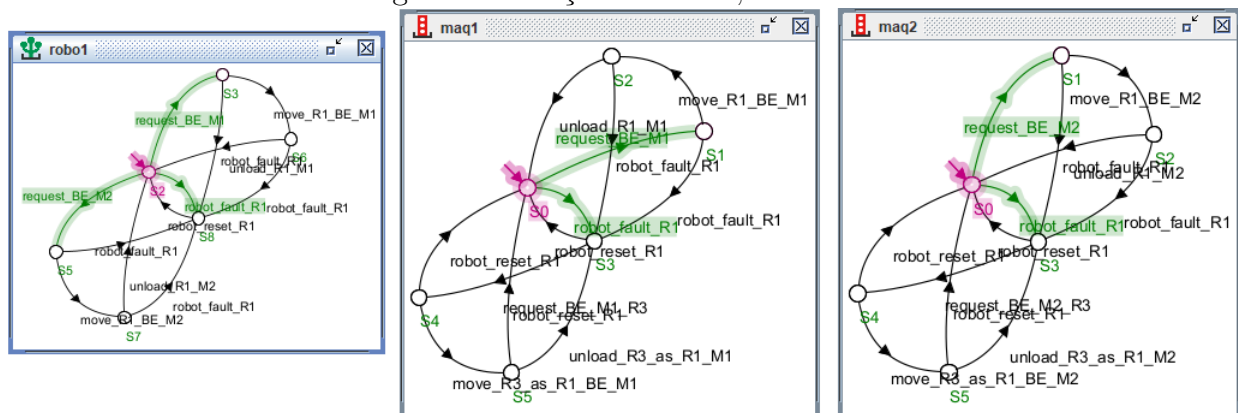 robo1
S3
move_R1_BE_M1
request_BE_M1
S6
robot_fault_R1
unload_R1_M1
S2
request_BE_M2
robot_fault_R1
robot_fault_R1
robot_reset_R1
S8
S5
robot_fault_R1
unload_R1_M2
robot_fault_R1
move_R1_BE_M2
S7
maq1
S2
move_R1_BE_M1
unload_R1_M1
request_BE_M1
S1
robot_fault_R1
S0
robot_fault_R1
robot_fault_R1
robot_reset_R1
robot_reset_R1
S3
request_BE_M1_R3
robot_reset_R1
S4
unload_R3_as_R1_M1
move_R3_as_R1_BE_M1
S5
maq2
S1
move_R1_BE_M2
request_BE_M2
S2
robot_fault_R1
unload_R1_M2
S0
robot_fault_R1
robot_fault_R1
robot_reset_R1
robot_reset_R1
S3
request_BE_M2_R3
robot_reset_R1
S4
unload_R3_as_R1_M2
move_R3_as_R1_BE_M2
S5